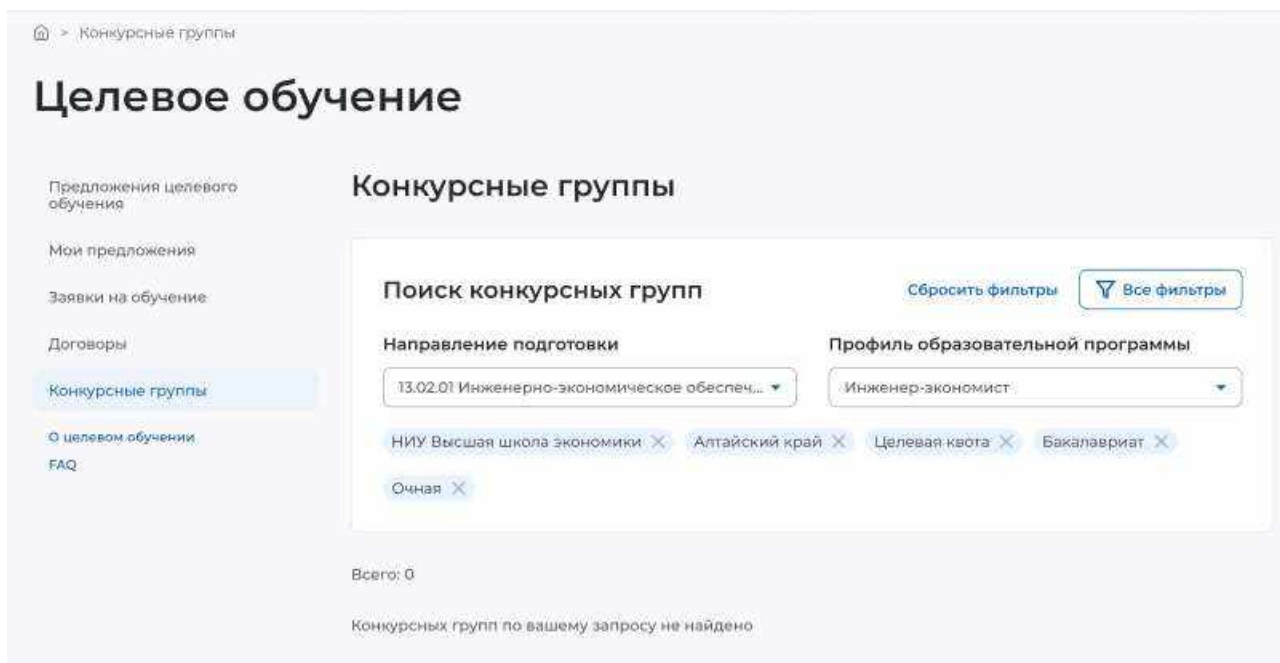 > Конкурсные группы
Целевое обучение
Предложения целевого
обучения
Мои предложения
Заявки на обучение
Договоры
Конкурсные группы
О целевом обучении
FAQ
Конкурсные группы
Поиск конкурсных групп
Сбросить фильтры
Все фильтры
Направление подготовки
Профиль образовательной программы
13.02.01 Инженерно-экономическое обеспеч...
Инженер-экономист
НИУ Высшая школа экономики
Алтайский край
Целевая квота
Бакалавриат
Очная
Всего: 0
Конкурсных групп по вашему запросу не найдено